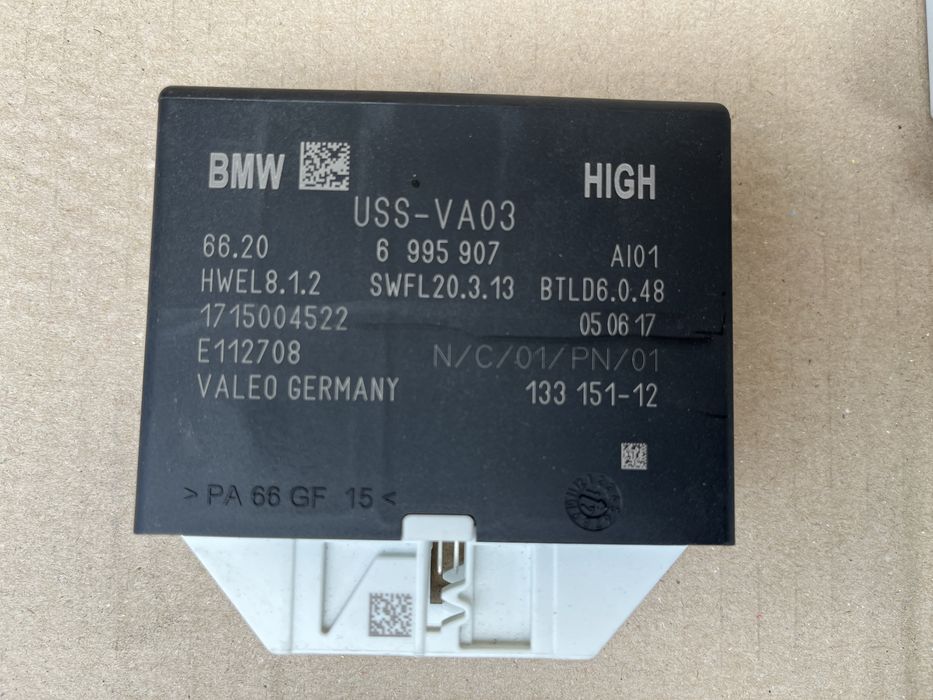 BMW HIGH
USS-VA03
66.20 6 995 907 AI01
HWEL8.1.2 SWFL20.3.13 BTLD6.0.48
1715004522 05 06 17
E112708 N/C/01/PN/01
VALEO GERMANY 133 151-12
> PA 66 GF 15 <